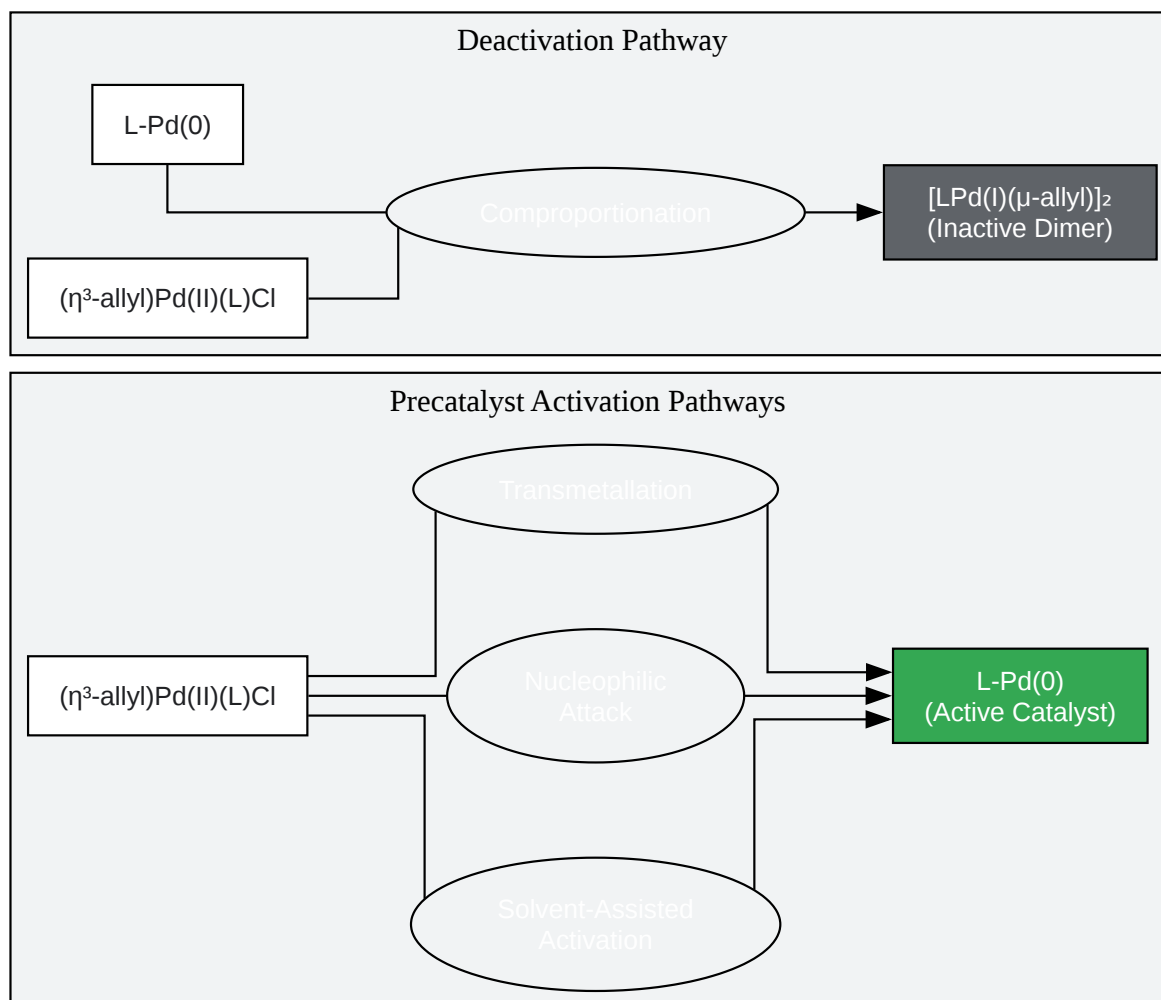 Deactivation Pathway
L-Pd(0)
Comproportionation
[LPd(I)(μ-allyl)]₂
(Inactive Dimer)
(η³-allyl)Pd(II)(L)Cl
Precatalyst Activation Pathways
Transmetallation
(η³-allyl)Pd(II)(L)Cl
Nucleophilic
Attack
L-Pd(0)
(Active Catalyst)
Solvent-Assisted
Activation